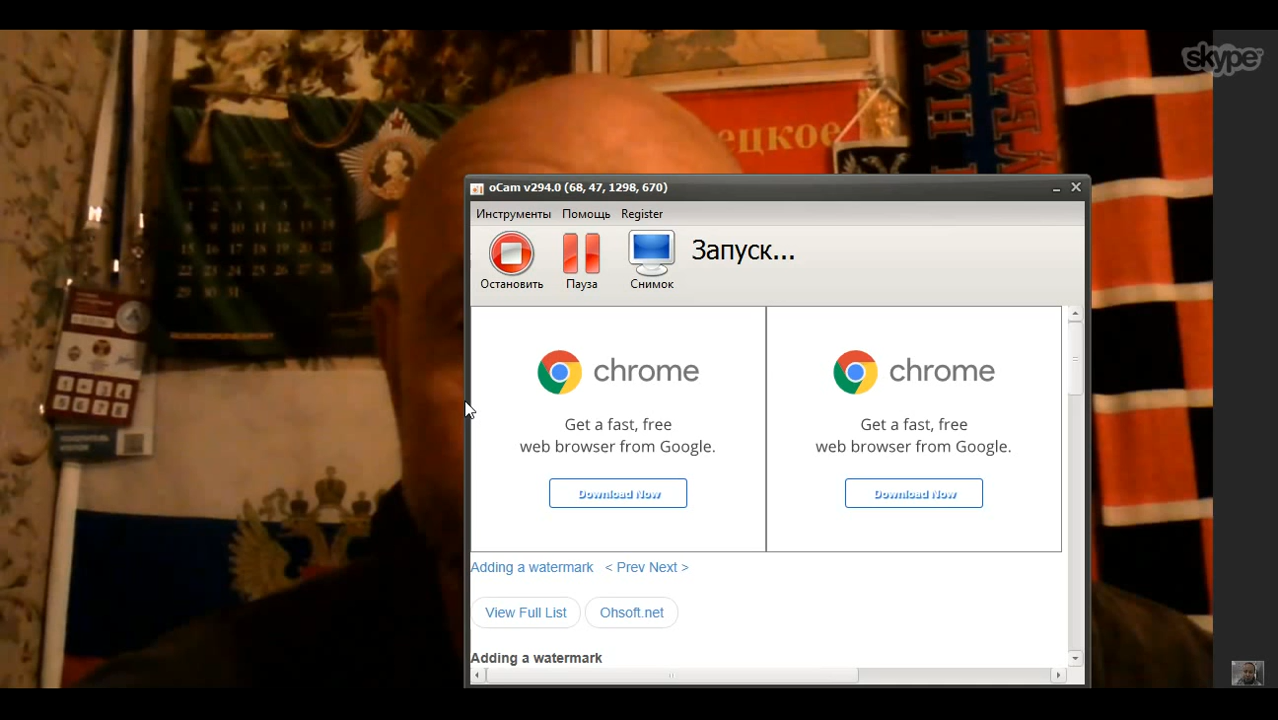 skype
ецкое
oCam v294.0 (68, 47, 1298, 670)
Инструменты Помощь Register
Запуск...
Остановить Пауза Снимок
chrome chrome
Get a fast, free Get a fast, free
web browser from Google. web browser from Google.
Download Now Download Now
Adding a watermark < Prev Next >
View Full List Ohsoft.net
Adding a watermark